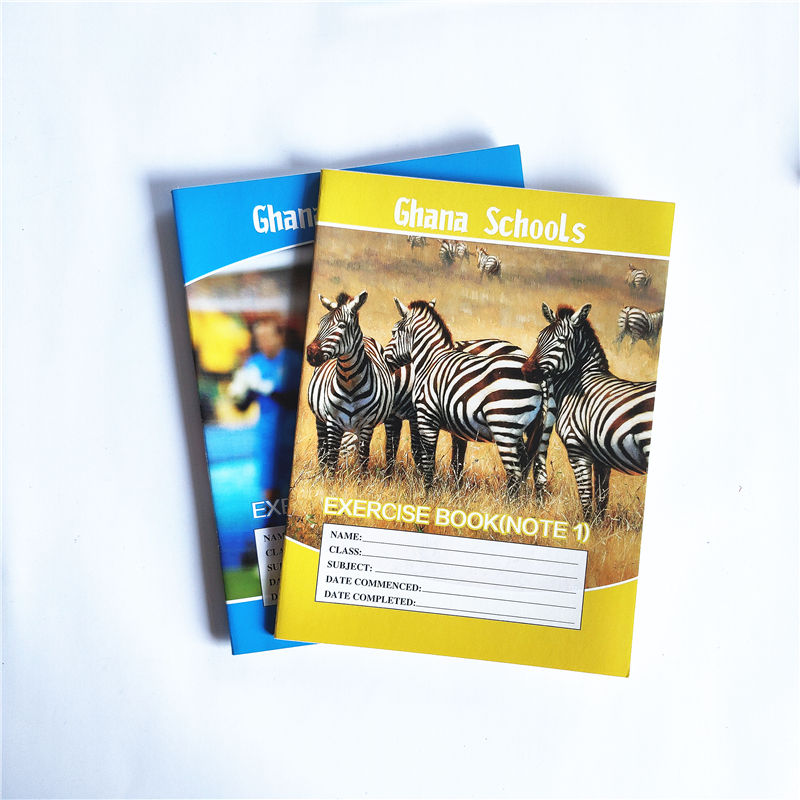 Ghana Schools
EXERCISE BOOK(NOTE 1)
NAME:
CLASS:
SUBJECT:
DATE COMMENCED:
DATE COMPLETED: